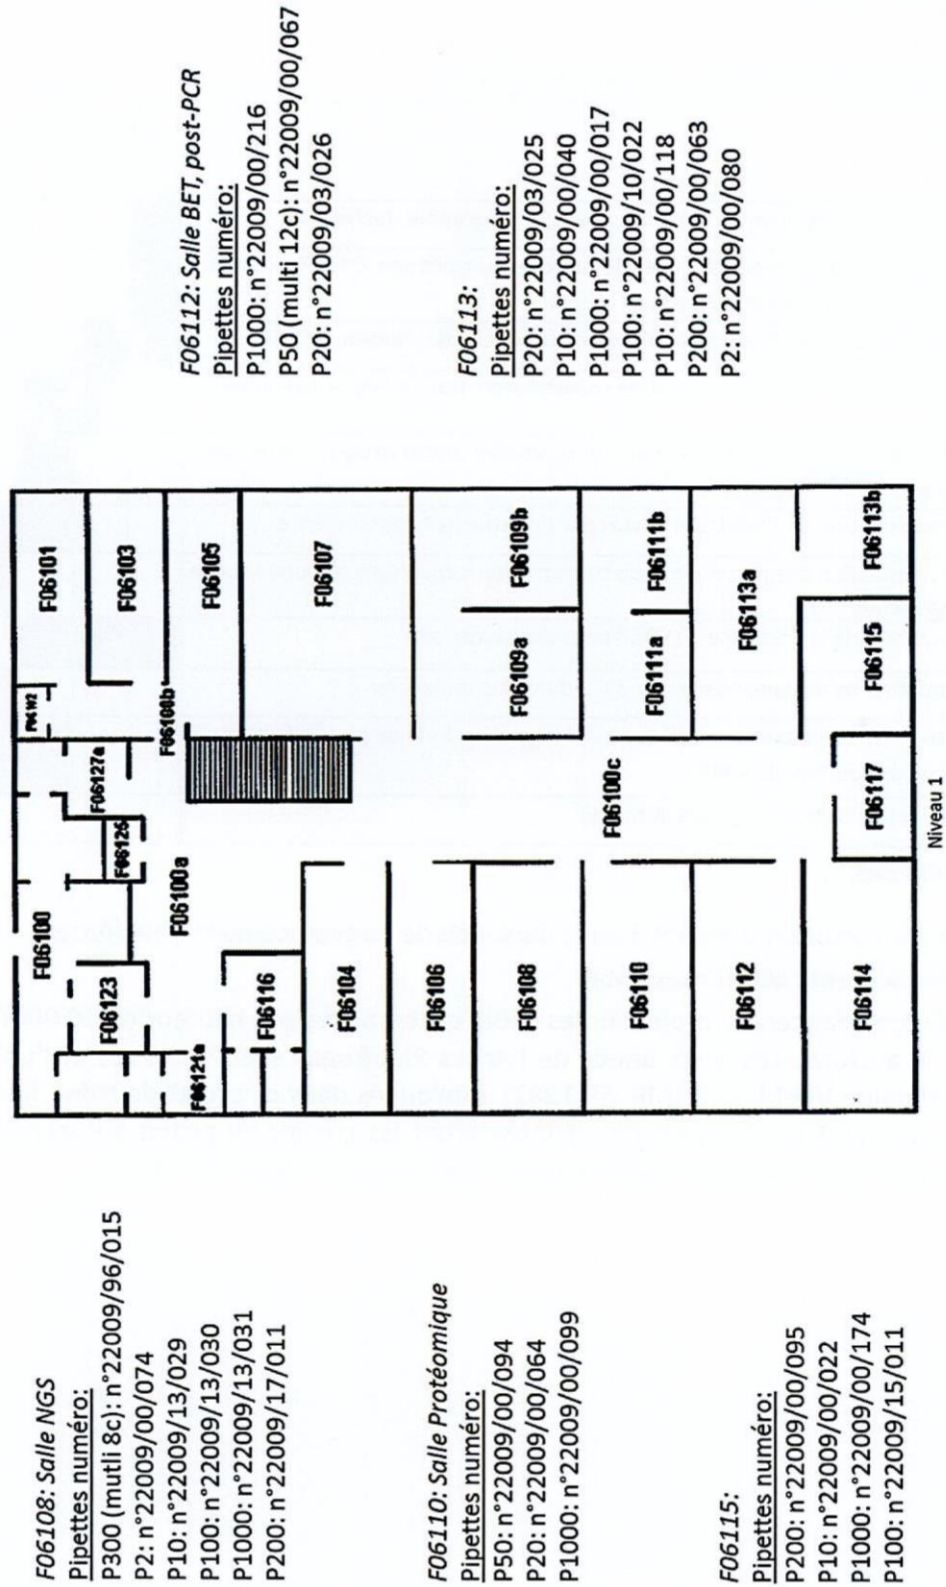 F06108: Salle NGS
Pipettes numéro:
P300 (mutli 8c): n°22009/96/015
P2: n°22009/00/074
P10: n°22009/13/029
P100: n°22009/13/030
P1000: n°22009/13/031
P200: n°22009/17/011
F06110: Salle Protéomique
Pipettes numéro:
P50: n°22009/00/094
P20: n°22009/00/064
P1000: n°22009/00/099
F06115:
Pipettes numéro:
P200: n°22009/00/095
P10: n°22009/00/022
P1000: n°22009/00/174
P100: n°22009/15/011
F06100
F06102
F06101
F06123
F06126
F06127a
F06103
F06121a
F06100a
F06100b
F06105
F06116
F06104
F06107
F06106
F06108
F06109a
F06109b
F06110
F06100c
F06111a
F06111b
F06112
F06113a
F06114
F06117
F06115
F06113b
Niveau 1
F06112: Salle BET, post-PCR
Pipettes numéro:
P1000: n°22009/00/216
P50 (multi 12c): n°22009/00/067
P20: n°22009/03/026
F06113:
Pipettes numéro:
P20: n°22009/03/025
P10: n°22009/00/040
P1000: n°22009/00/017
P100: n°22009/10/022
P10: n°22009/00/118
P200: n°22009/00/063
P2: n°22009/00/080